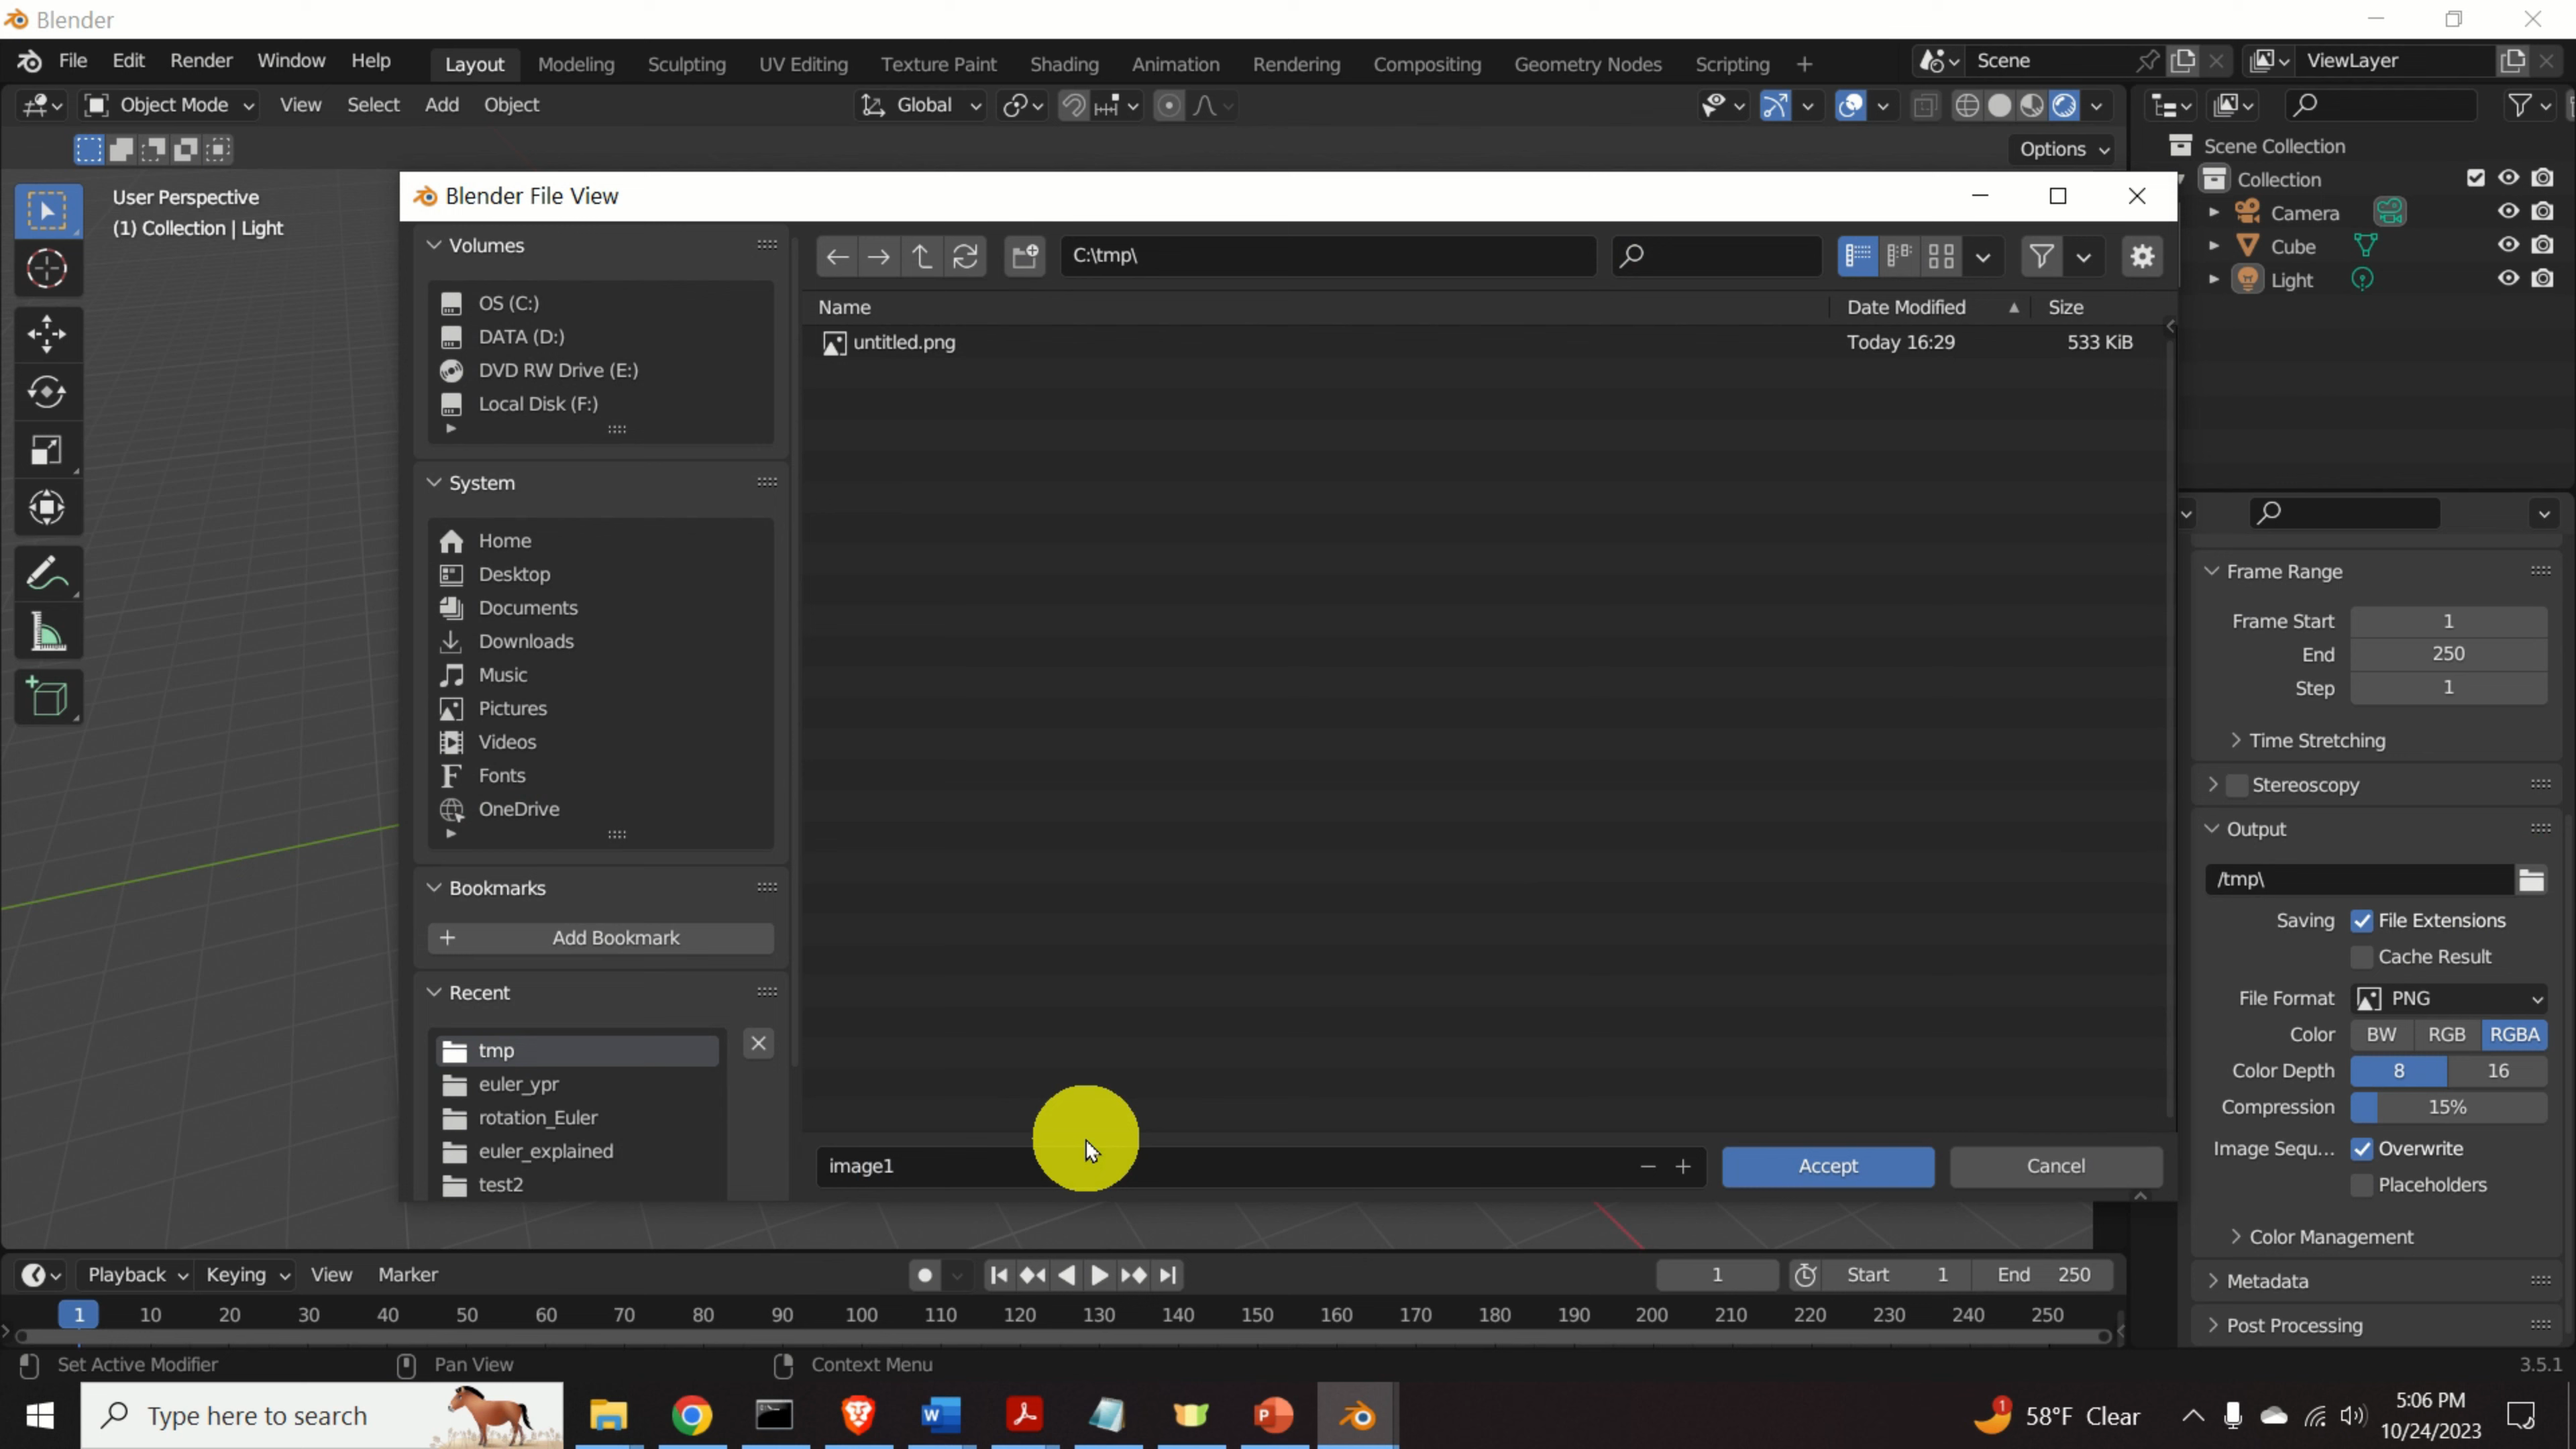 Blender
File Edit Render Window Help Layout Modeling Sculpting UV Editing Texture Paint Shading Animation Rendering Compositing Geometry Nodes Scripting + Scene ViewLayer
Object Mode View Select Add Object Global
Options
User Perspective
(1) Collection | Light
Scene Collection
Collection
Camera
Cube
Light
Blender File View
Volumes
OS (C:)
DATA (D:)
DVD RW Drive (E:)
Local Disk (F:)
System
Home
Desktop
Documents
Downloads
Music
Pictures
Videos
Fonts
OneDrive
Bookmarks
Add Bookmark
Recent
tmp
euler_ypr
rotation_Euler
euler_explained
test2
C:\tmp\
Name Date Modified Size
untitled.png Today 16:29 533 KiB
image1 Accept Cancel
Frame Range
Frame Start 1
End 250
Step 1
Time Stretching
Stereoscopy
Output
/tmp\
Saving File Extensions
Cache Result
File Format PNG
Color BW RGB RGBA
Color Depth 8 16
Compression 15%
Image Sequ... Overwrite
Placeholders
Color Management
Metadata
Post Processing
Playback Keying View Marker 1 Start 1 End 250
1 10 20 30 40 50 60 70 80 90 100 110 120 130 140 150 160 170 180 190 200 210 220 230 240 250
Set Active Modifier Pan View Context Menu 3.5.1
Type here to search
1 58°F Clear
5:06 PM
10/24/2023